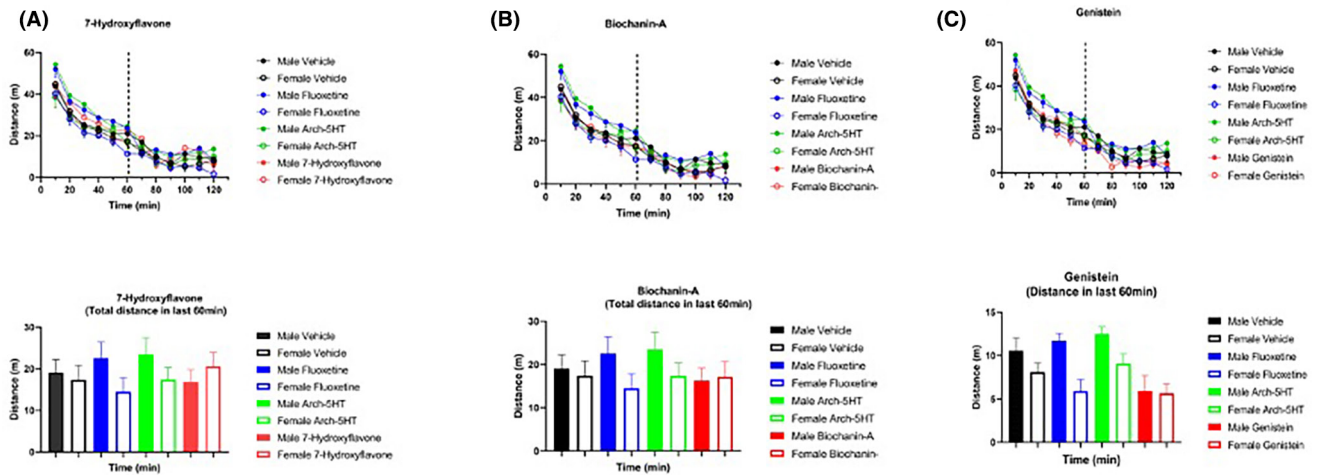 (A)
7-Hydroxyflavone
Distance (m)
60
40
20
0
0 20 40 60 80 100 120
Time (min)
Male Vehicle
Female Vehicle
Male Fluoxetine
Female Fluoxetine
Male Arch-5HT
Female Arch-5HT
Male 7-Hydroxyflavone
Female 7-Hydroxyflavone
(B)
Biochanin-A
Distance (m)
60
40
20
0
0 20 40 60 80 100 120
Time (min)
Male Vehicle
Female Vehicle
Male Fluoxetine
Female Fluoxetine
Male Arch-5HT
Female Arch-5HT
Male Biochanin-A
Female Biochanin-
(C)
Genistein
Distance (m)
60
40
20
0
0 20 40 60 80 100 120
Time (min)
Male Vehicle
Female Vehicle
Male Fluoxetine
Female Fluoxetine
Male Arch-5HT
Female Arch-5HT
Male Genistein
Female Genistein
7-Hydroxyflavone
(Total distance in last 60min)
Distance (m)
30
20
10
0
Time (min)
Male Vehicle
Female Vehicle
Male Fluoxetine
Female Fluoxetine
Male Arch-5HT
Female Arch-5HT
Male 7-Hydroxyflavone
Female 7-Hydroxyflavone
Biochanin-A
(Total distance in last 60min)
Distance (m)
30
20
10
0
Time (min)
Male Vehicle
Female Vehicle
Male Fluoxetine
Female Fluoxetine
Male Arch-5HT
Female Arch-5HT
Male Biochanin-A
Female Biochanin-
Genistein
(Distance in last 60min)
Distance (m)
15
10
5
0
Time (min)
Male Vehicle
Female Vehicle
Male Fluoxetine
Female Fluoxetine
Male Arch-5HT
Female Arch-5HT
Male Genistein
Female Genistein